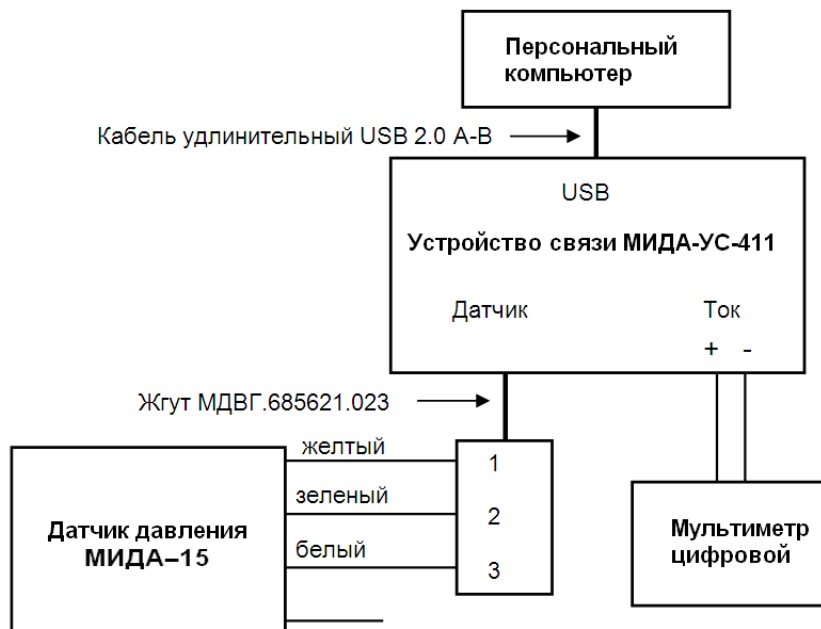 Персональный
компьютер
Кабель удлинительный USB 2.0 A-B
USB
Устройство связи МИДА-УС-411
Датчик Ток
+ -
Жгут МДВГ.685621.023
желтый
1
зеленый
2
белый
3
Датчик давления
МИДА–15
Мультиметр
цифровой